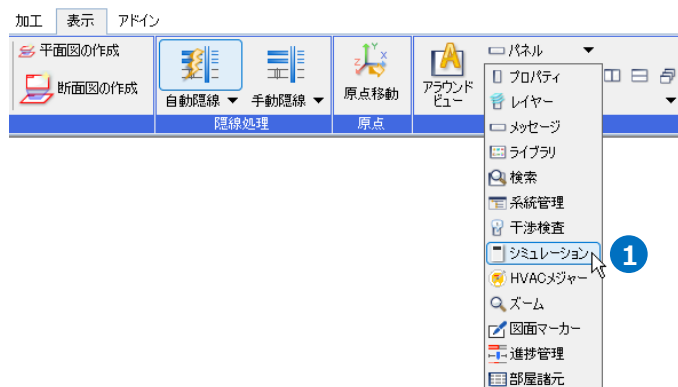 加工 表示 アドイン
平面図の作成
断面図の作成
自動隠線
手動隠線
隠線処理
原点移動
原点
アラウンド
ビュー
パネル
プロパティ
レイヤー
メッセージ
ライブラリ
検索
系統管理
干渉検査
シミュレーション
1
HVACメジャー
ズーム
図面マーカー
進捗管理
部屋諸元